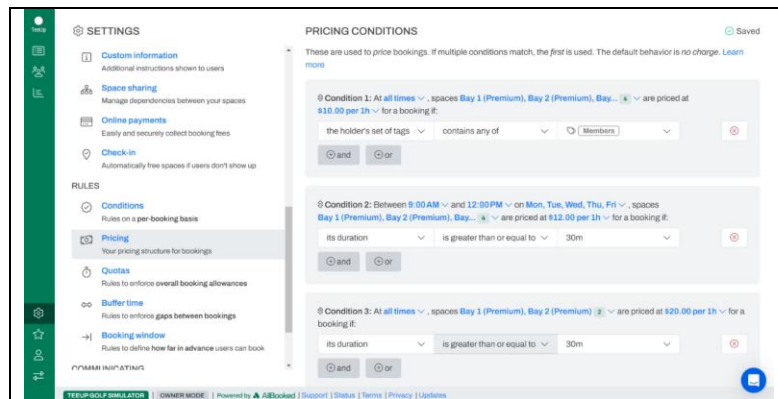 TeeUp
SETTINGS
Custom information
Additional instructions shown to users
Space sharing
Manage dependencies between your spaces
Online payments
Easily and securely collect booking fees
Check-in
Automatically free spaces if users don't show up
RULES
Conditions
Rules on a per-booking basis
Pricing
Your pricing structure for bookings
Quotas
Rules to enforce overall booking allowances
Buffer time
Rules to enforce gaps between bookings
Booking window
Rules to define how far in advance users can book
COMMUNICATING
PRICING CONDITIONS
Saved
These are used to price bookings. If multiple conditions match, the first is used. The default behavior is no charge. Learn
more
Condition 1: At all times , spaces Bay 1 (Premium), Bay 2 (Premium), Bay... 4 are priced at
$10.00 per 1h for a booking if:
the holder's set of tags contains any of Members
and or
Condition 2: Between 9:00AM and 12:00PM on Mon, Tue, Wed, Thu, Fri , spaces
Bay 1 (Premium), Bay 2 (Premium), Bay... 4 are priced at $12.00 per 1h for a booking if:
its duration is greater than or equal to 30m
and or
Condition 3: At all times , spaces Bay 1 (Premium), Bay 2 (Premium) 2 are priced at $20.00 per 1h for a
booking if:
its duration is greater than or equal to 30m
and or
TEEUP GOLF SIMULATOR | OWNER MODE | Powered by AllBooked | Support | Status | Terms | Privacy | Updates